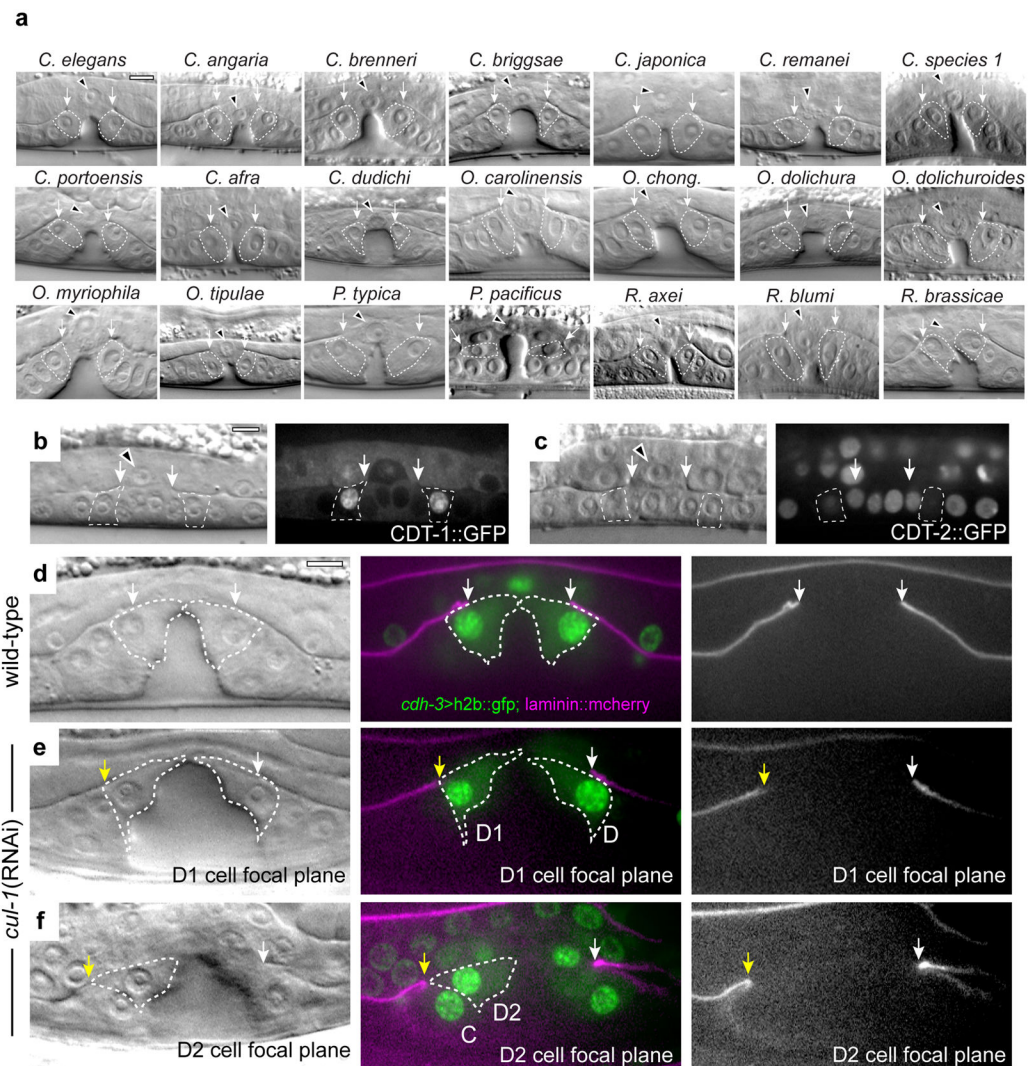 a
C. elegans C. angaria C. brenneri C. briggsae C. japonica C. remanei C. species 1
C. portoensis C. afra C. dudichi O. carolinensis O. chong. O. dolichura O. dolichuroides
O. myriophila O. tipulae P. typica P. pacificus R. axei R. blumi R. brassicae
b
CDT-1::GFP
c
CDT-2::GFP
wild-type
d
cdh-3>h2b::gfp; laminin::mcherry
cul-1(RNAi)
e
D1 cell focal plane
D1
D
D1 cell focal plane
D1 cell focal plane
f
D2 cell focal plane
C
D2
D2 cell focal plane
D2 cell focal plane